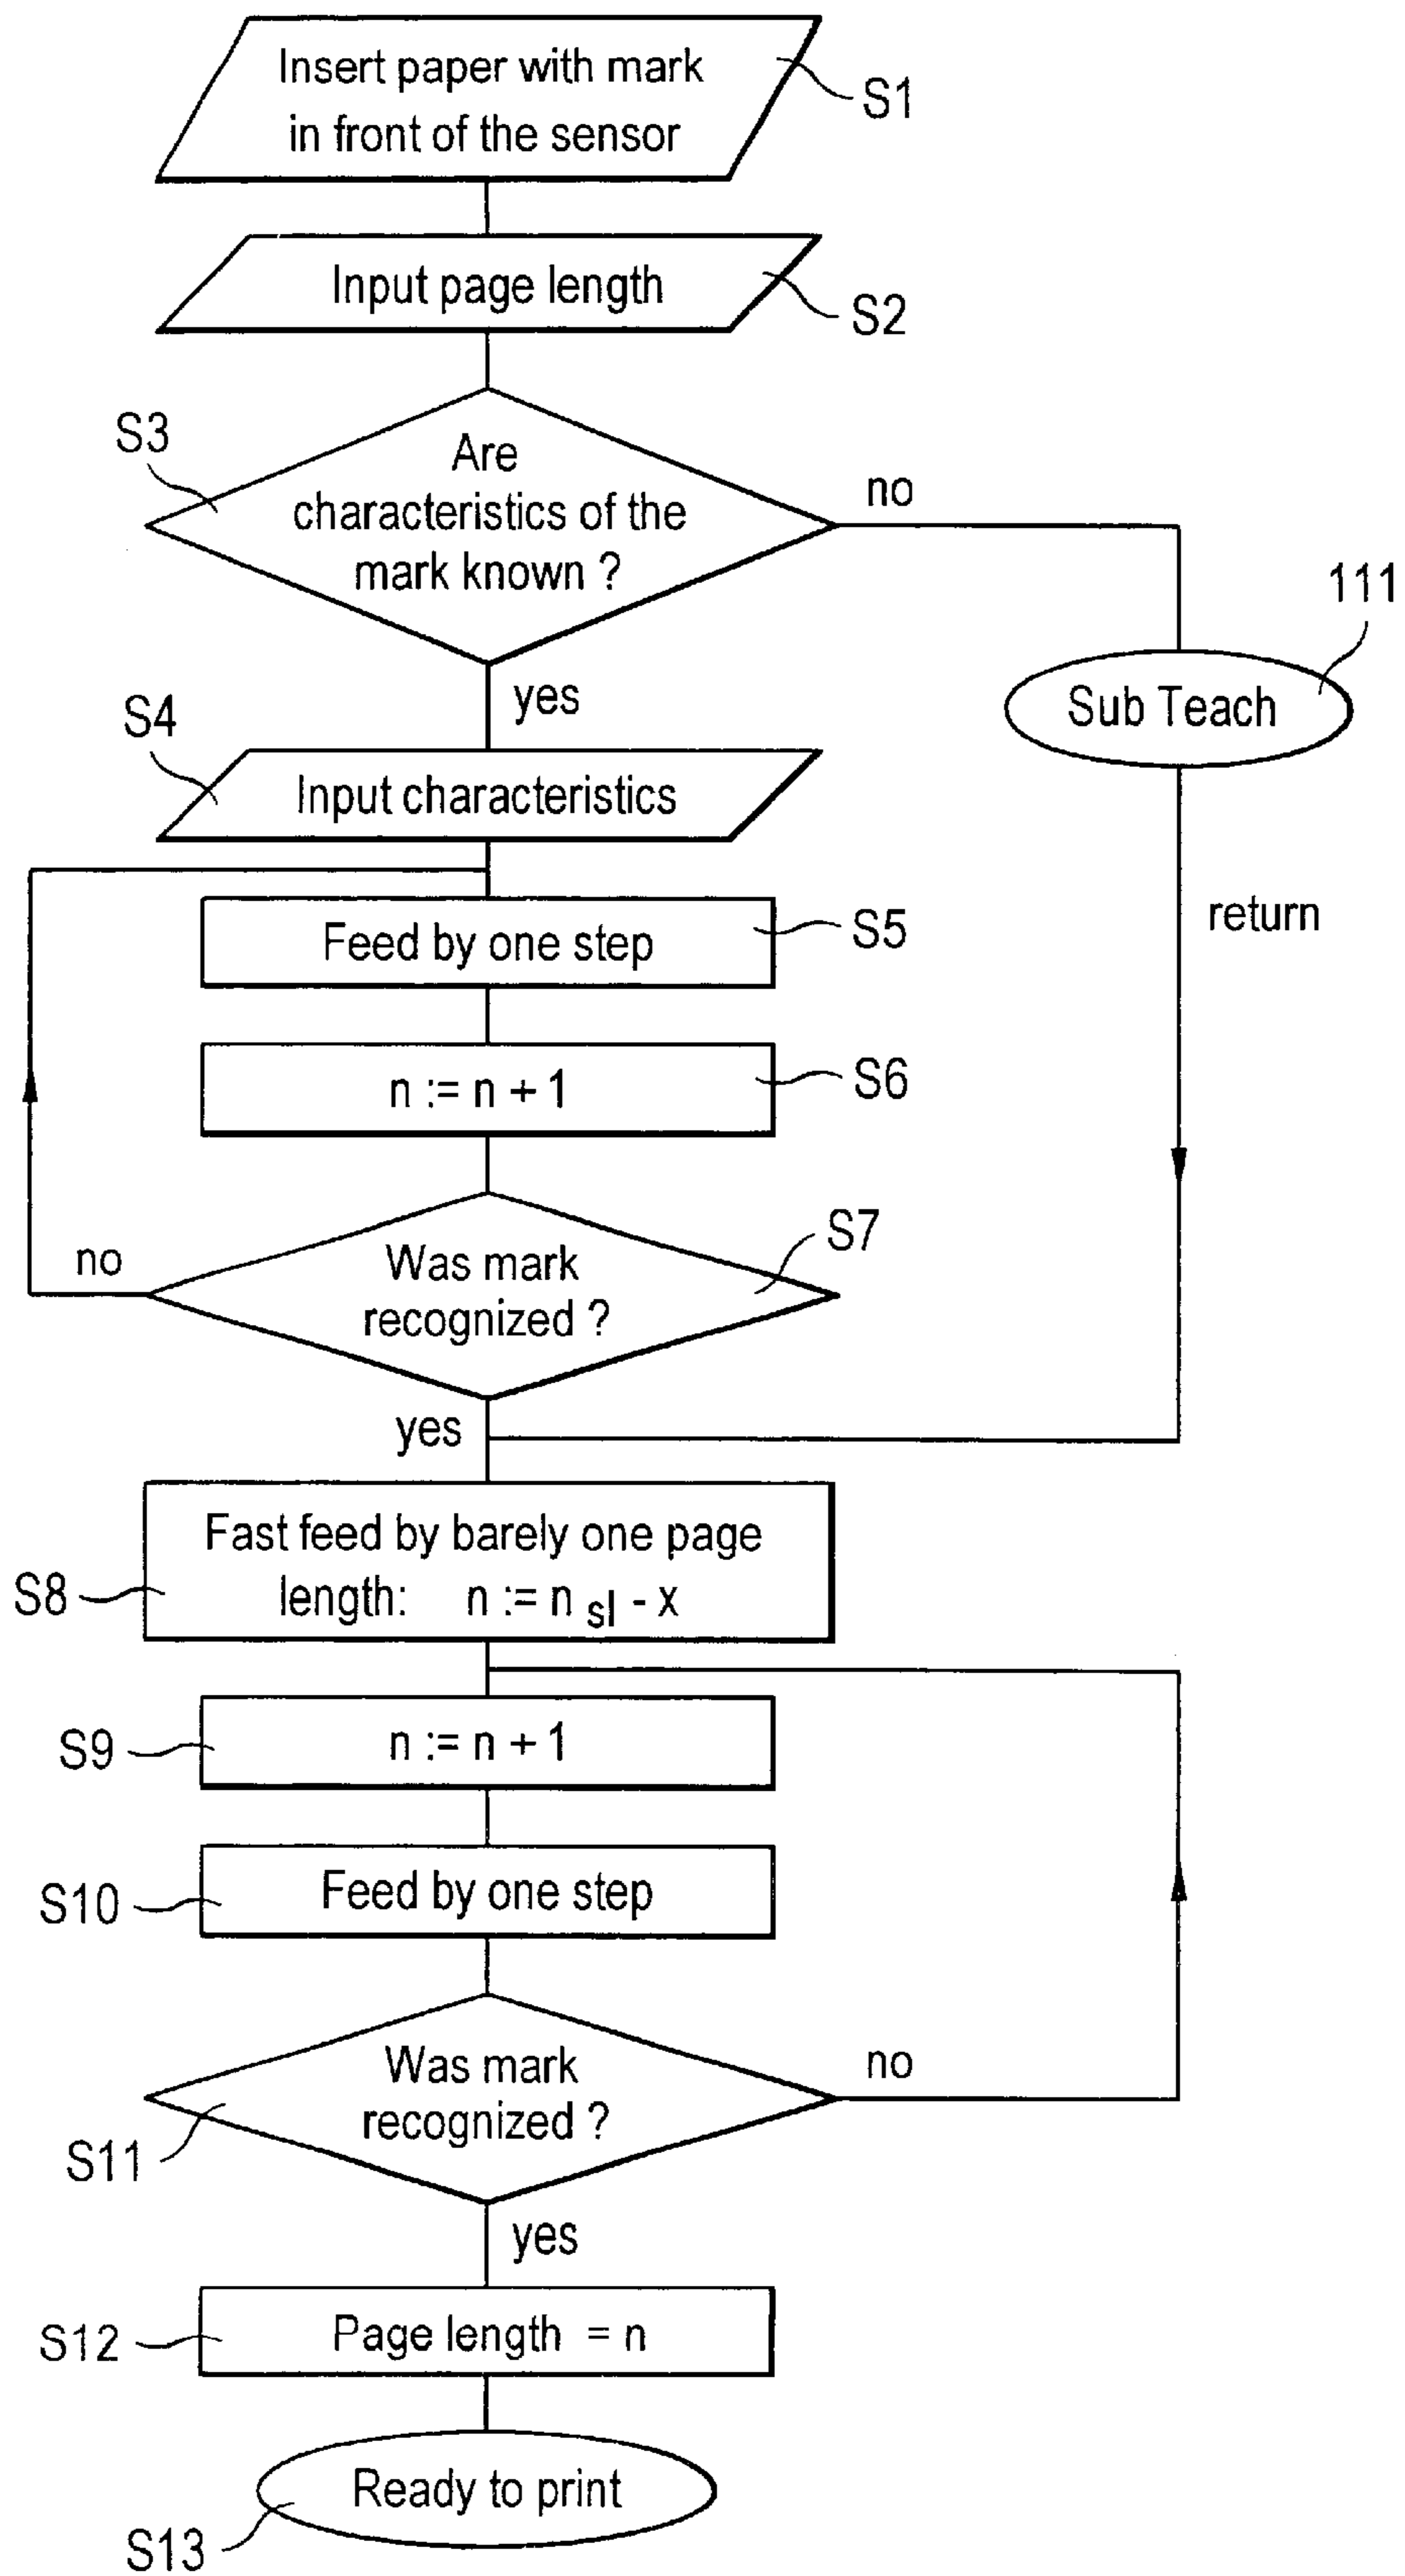 Insert paper with mark
in front of the sensor
S1
Input page length
S2
S3
Are
characteristics of the
mark known ?
no
111
Sub Teach
yes
S4
Input characteristics
return
Feed by one step
S5
n := n + 1
S6
S7
no
Was mark
recognized ?
yes
Fast feed by barely one page
length: n := n sl - x
S8
n := n + 1
S9
Feed by one step
S10
Was mark
recognized ?
no
S11
yes
Page length = n
S12
Ready to print
S13